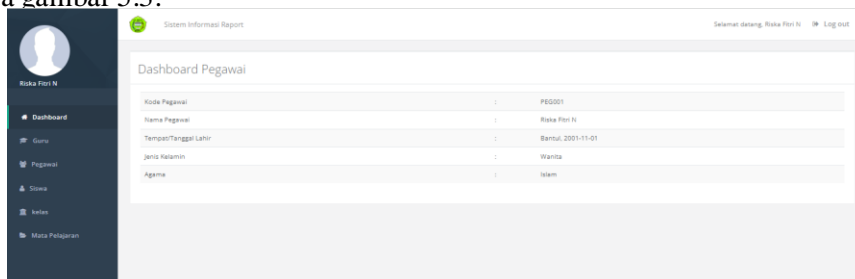 a gambar 5.5.
Sistem Informasi Raport
Selamat datang, Riska Fitri N Log out
Riska Fitri N
Dashboard
Guru
Pegawai
Siswa
kelas
Mata Pelajaran
Dashboard Pegawai
Kode Pegawai : PEG001
Nama Pegawai : Riska Fitri N
Tempat/Tanggal Lahir : Bantul, 2001-11-01
Jenis Kelamin : Wanita
Agama : Islam